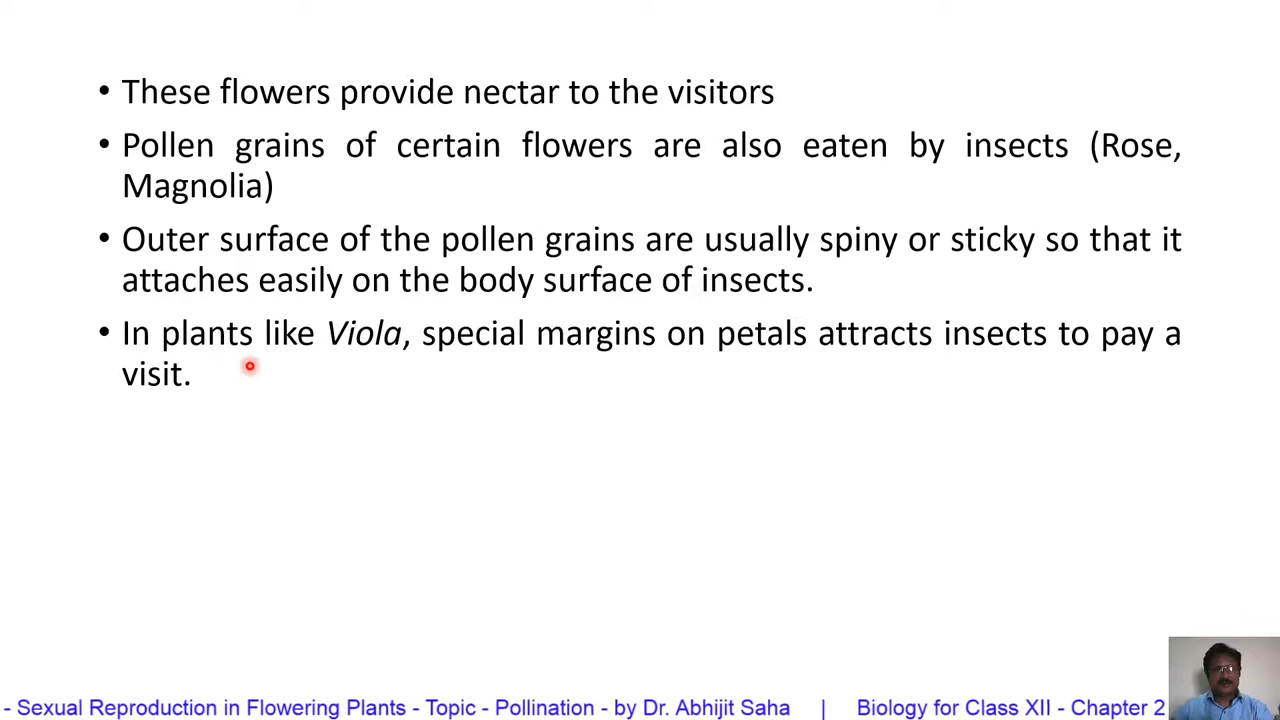 • These flowers provide nectar to the visitors
• Pollen grains of certain flowers are also eaten by insects (Rose,
Magnolia)
• Outer surface of the pollen grains are usually spiny or sticky so that it
attaches easily on the body surface of insects.
• In plants like Viola, special margins on petals attracts insects to pay a
visit.
- Sexual Reproduction in Flowering Plants - Topic - Pollination - by Dr. Abhijit Saha | Biology for Class XII - Chapter 2